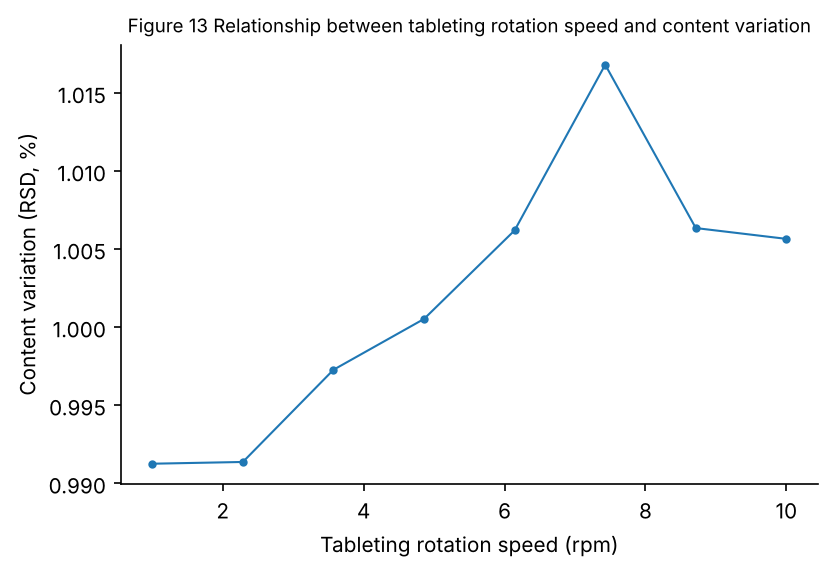 Figure 13 Relationship between tableting rotation speed and content variation
Content variation (RSD, %)
1.015
1.010
1.005
1.000
0.995
0.990
2 4 6 8 10
Tableting rotation speed (rpm)